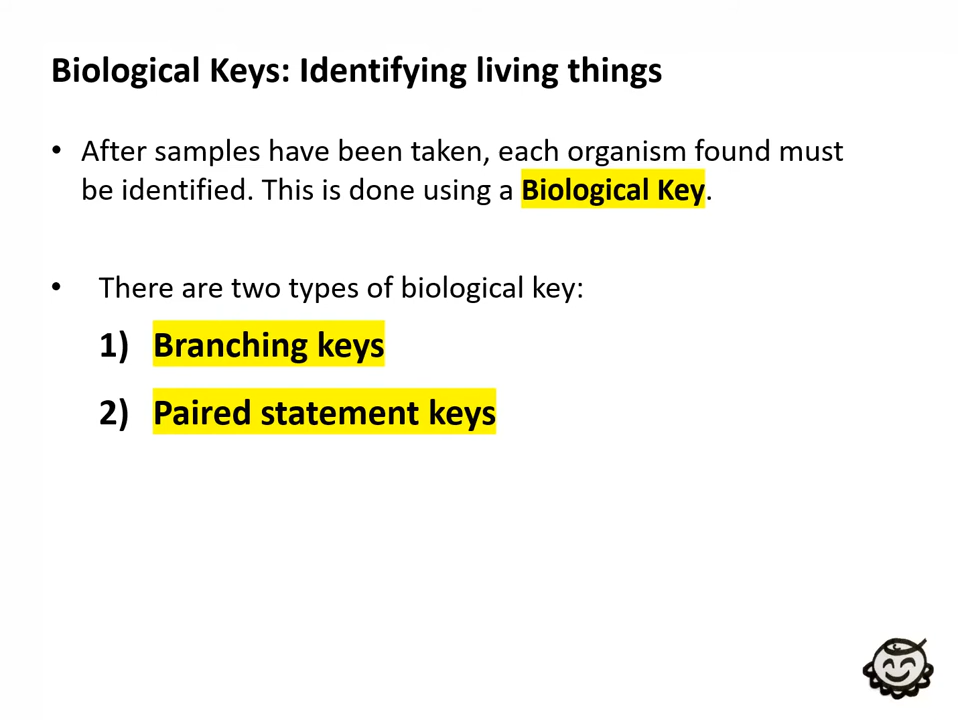 Biological Keys: Identifying living things
• After samples have been taken, each organism found must
be identified. This is done using a Biological Key.
• There are two types of biological key:
1) Branching keys
2) Paired statement keys